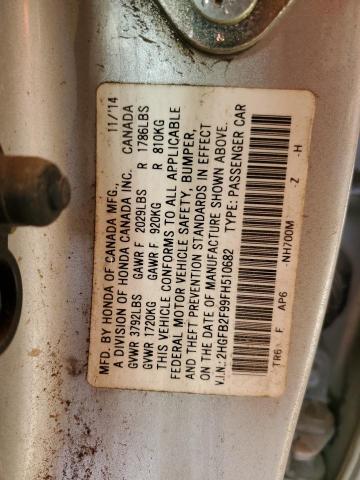 MFD. BY HONDA OF CANADA MFG., 11/'14
A DIVISION OF HONDA CANADA INC. CANADA
GVWR 3792LBS GAWR F 2029LBS R 1786LBS
GVWR 1720KG GAWR F 920KG R 810KG
THIS VEHICLE CONFORMS TO ALL APPLICABLE
FEDERAL MOTOR VEHICLE SAFETY, BUMPER,
AND THEFT PREVENTION STANDARDS IN EFFECT
ON THE DATE OF MANUFACTURE SHOWN ABOVE.
V.I.N.: 2HGFB2F99FH510682 TYPE: PASSENGER CAR
TR6 F AP6 -NH700M -Z -H